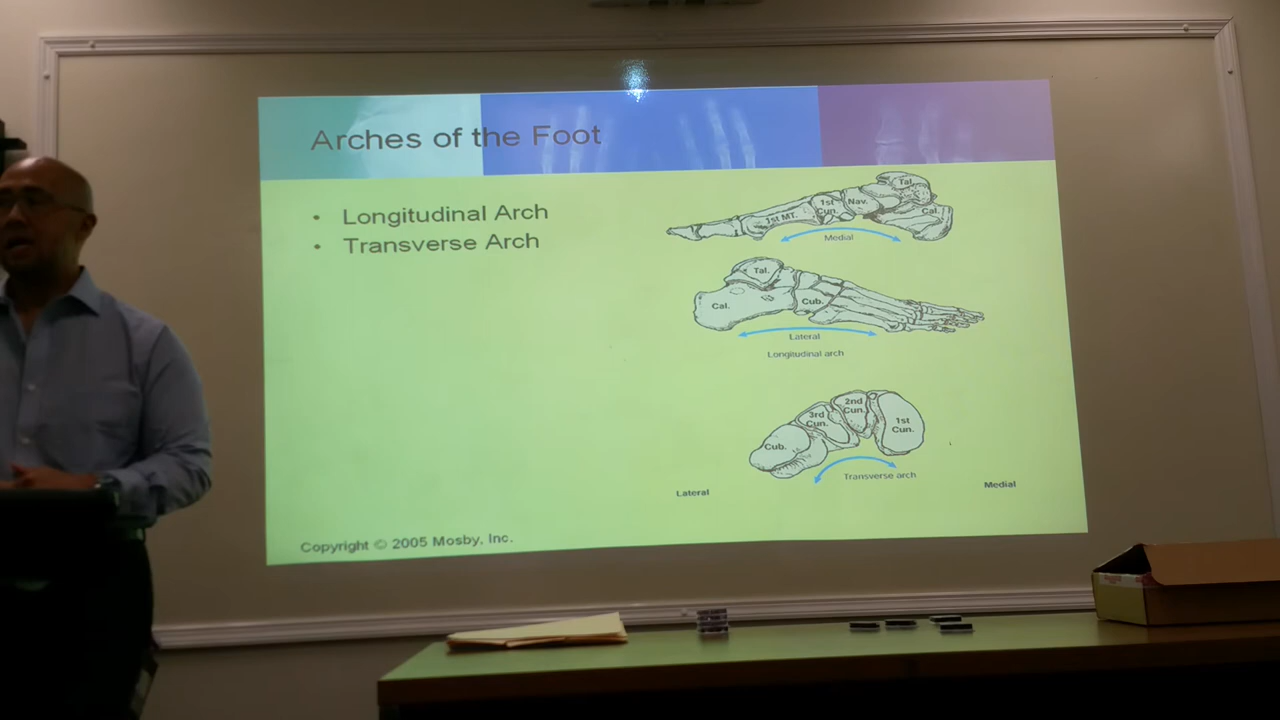 Arches of the Foot
• Longitudinal Arch
• Transverse Arch
Tal.
1st Cun.
Nav.
1st MT.
Cal.
Medial
Tal.
Cal.
Cub.
Lateral
Longitudinal arch
2nd Cun.
3rd Cun.
1st Cun.
Cub.
Transverse arch
Lateral
Medial
Copyright © 2005 Mosby, Inc.